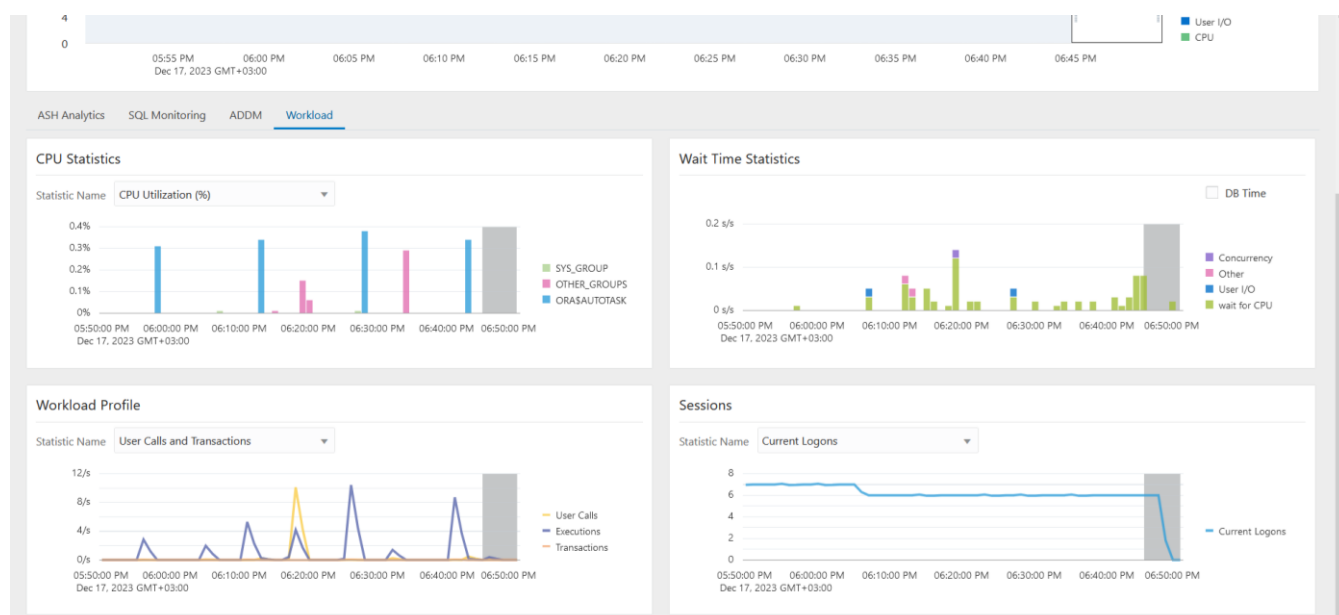 4
0
User I/O
CPU
05:55 PM 06:00 PM 06:05 PM 06:10 PM 06:15 PM 06:20 PM 06:25 PM 06:30 PM 06:35 PM 06:40 PM 06:45 PM
Dec 17, 2023 GMT+03:00
ASH Analytics SQL Monitoring ADDM Workload
CPU Statistics
Statistic Name CPU Utilization (%)
0.4%
0.3%
0.2%
0.1%
0%
SYS_GROUP
OTHER_GROUPS
ORA$AUTOTASK
05:50:00 PM 06:00:00 PM 06:10:00 PM 06:20:00 PM 06:30:00 PM 06:40:00 PM 06:50:00 PM
Dec 17, 2023 GMT+03:00
Wait Time Statistics
DB Time
0.2 s/s
0.1 s/s
0 s/s
Concurrency
Other
User I/O
wait for CPU
05:50:00 PM 06:00:00 PM 06:10:00 PM 06:20:00 PM 06:30:00 PM 06:40:00 PM 06:50:00 PM
Dec 17, 2023 GMT+03:00
Workload Profile
Statistic Name User Calls and Transactions
12/s
8/s
4/s
0/s
User Calls
Executions
Transactions
05:50:00 PM 06:00:00 PM 06:10:00 PM 06:20:00 PM 06:30:00 PM 06:40:00 PM 06:50:00 PM
Dec 17, 2023 GMT+03:00
Sessions
Statistic Name Current Logons
8
6
4
2
0
Current Logons
05:50:00 PM 06:00:00 PM 06:10:00 PM 06:20:00 PM 06:30:00 PM 06:40:00 PM 06:50:00 PM
Dec 17, 2023 GMT+03:00